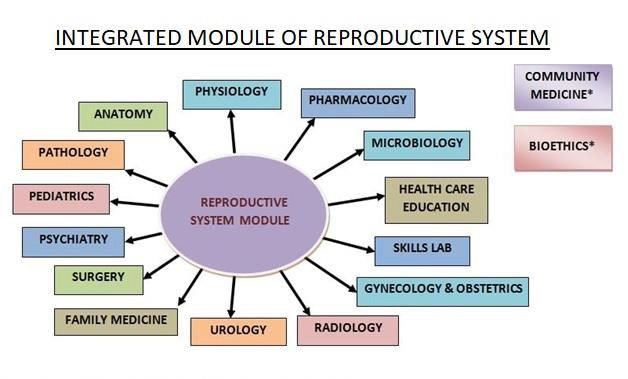 INTEGRATED MODULE OF REPRODUCTIVE SYSTEM
COMMUNITY
MEDICINE*
BIOETHICS*
PHYSIOLOGY
PHARMACOLOGY
ANATOMY
MICROBIOLOGY
PATHOLOGY
HEALTH CARE
EDUCATION
PEDIATRICS
REPRODUCTIVE
SYSTEM MODULE
PSYCHIATRY
SKILLS LAB
SURGERY
GYNECOLOGY & OBSTETRICS
FAMILY MEDICINE
UROLOGY
RADIOLOGY